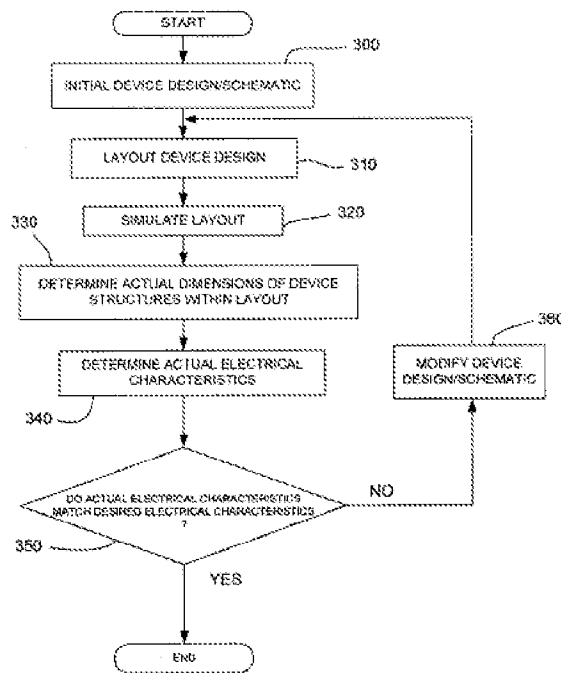 START
300
INITIAL DEVICE DESIGN/SCHEMATIC
LAYOUT DEVICE DESIGN
310
SIMULATE LAYOUT
320
330
DETERMINE ACTUAL DIMENSIONS OF DEVICE
STRUCTURES WITHIN LAYOUT
360
MODIFY DEVICE
DESIGN/SCHEMATIC
DETERMINE ACTUAL ELECTRICAL
CHARACTERISTICS
340
DO ACTUAL ELECTRICAL CHARACTERISTICS
MATCH DESIRED ELECTRICAL CHARACTERISTICS
?
NO
350
YES
END